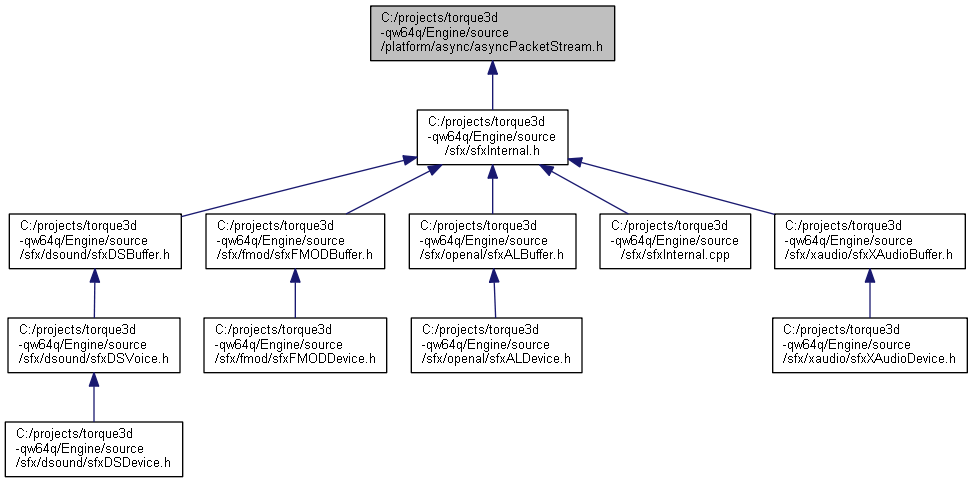 C:/projects/torque3d
-qw64q/Engine/source
/platform/async/asyncPacketStream.h
C:/projects/torque3d
-qw64q/Engine/source
/sfx/sfxInternal.h
C:/projects/torque3d
-qw64q/Engine/source
/sfx/dsound/sfxDSBuffer.h
C:/projects/torque3d
-qw64q/Engine/source
/sfx/fmod/sfxFMODBuffer.h
C:/projects/torque3d
-qw64q/Engine/source
/sfx/openal/sfxALBuffer.h
C:/projects/torque3d
-qw64q/Engine/source
/sfx/sfxInternal.cpp
C:/projects/torque3d
-qw64q/Engine/source
/sfx/xaudio/sfxXAudioBuffer.h
C:/projects/torque3d
-qw64q/Engine/source
/sfx/dsound/sfxDSVoice.h
C:/projects/torque3d
-qw64q/Engine/source
/sfx/fmod/sfxFMODDevice.h
C:/projects/torque3d
-qw64q/Engine/source
/sfx/openal/sfxALDevice.h
C:/projects/torque3d
-qw64q/Engine/source
/sfx/xaudio/sfxXAudioDevice.h
C:/projects/torque3d
-qw64q/Engine/source
/sfx/dsound/sfxDSDevice.h